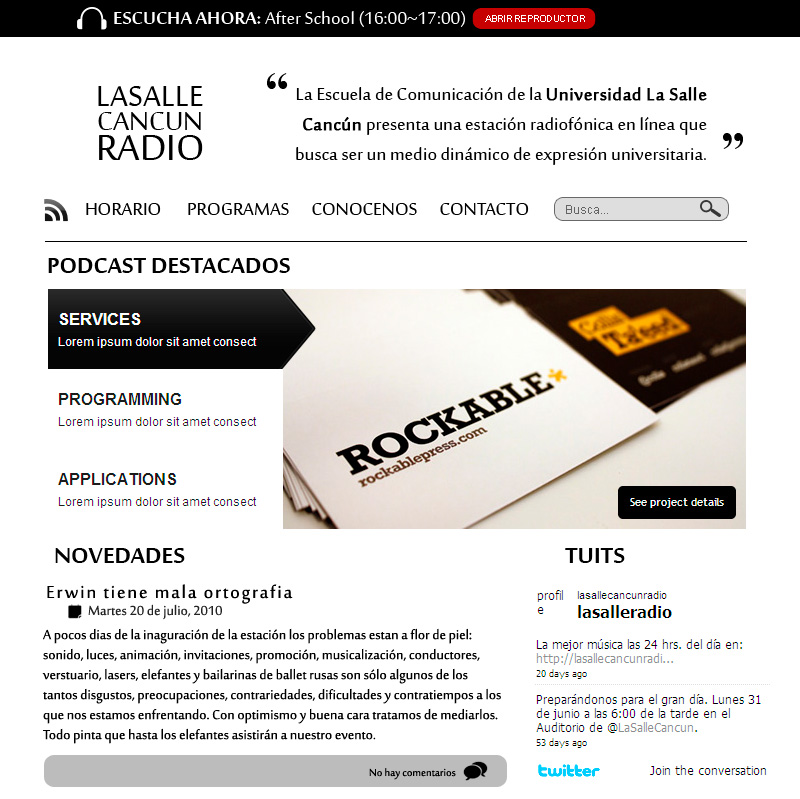 ESCUCHA AHORA: After School (16:00~17:00) ABRIR REPRODUCTOR
LASALLE
CANCUN
RADIO
“ La Escuela de Comunicación de la Universidad La Salle
Cancún presenta una estación radiofónica en línea que
busca ser un medio dinámico de expresión universitaria. ”
HORARIO PROGRAMAS CONOCENOS CONTACTO Busca...
PODCAST DESTACADOS
SERVICES
Lorem ipsum dolor sit amet consect
PROGRAMMING
Lorem ipsum dolor sit amet consect
APPLICATIONS
Lorem ipsum dolor sit amet consect
ROCKABLE
rockablepress.com
See project details
NOVEDADES
Erwin tiene mala ortografia
Martes 20 de julio, 2010
A pocos dias de la inaguración de la estación los problemas estan a flor de piel:
sonido, luces, animación, invitaciones, promoción, musicalización, conductores,
verstuario, lasers, elefantes y bailarinas de ballet rusas son sólo algunos de los
tantos disgustos, preocupaciones, contrariedades, dificultades y contratiempos a los
que nos estamos enfrentando. Con optimismo y buena cara tratamos de mediarlos.
Todo pinta que hasta los elefantes asistirán a nuestro evento.
No hay comentarios
TUITS
profil
e
lasallecancunradio
lasalleradio
La mejor música las 24 hrs. del día en:
http://lasallecancunradi...
20 days ago
Preparándonos para el gran día. Lunes 31
de junio a las 6:00 de la tarde en el
Auditorio de @LaSalleCancun.
53 days ago
twitter Join the conversation